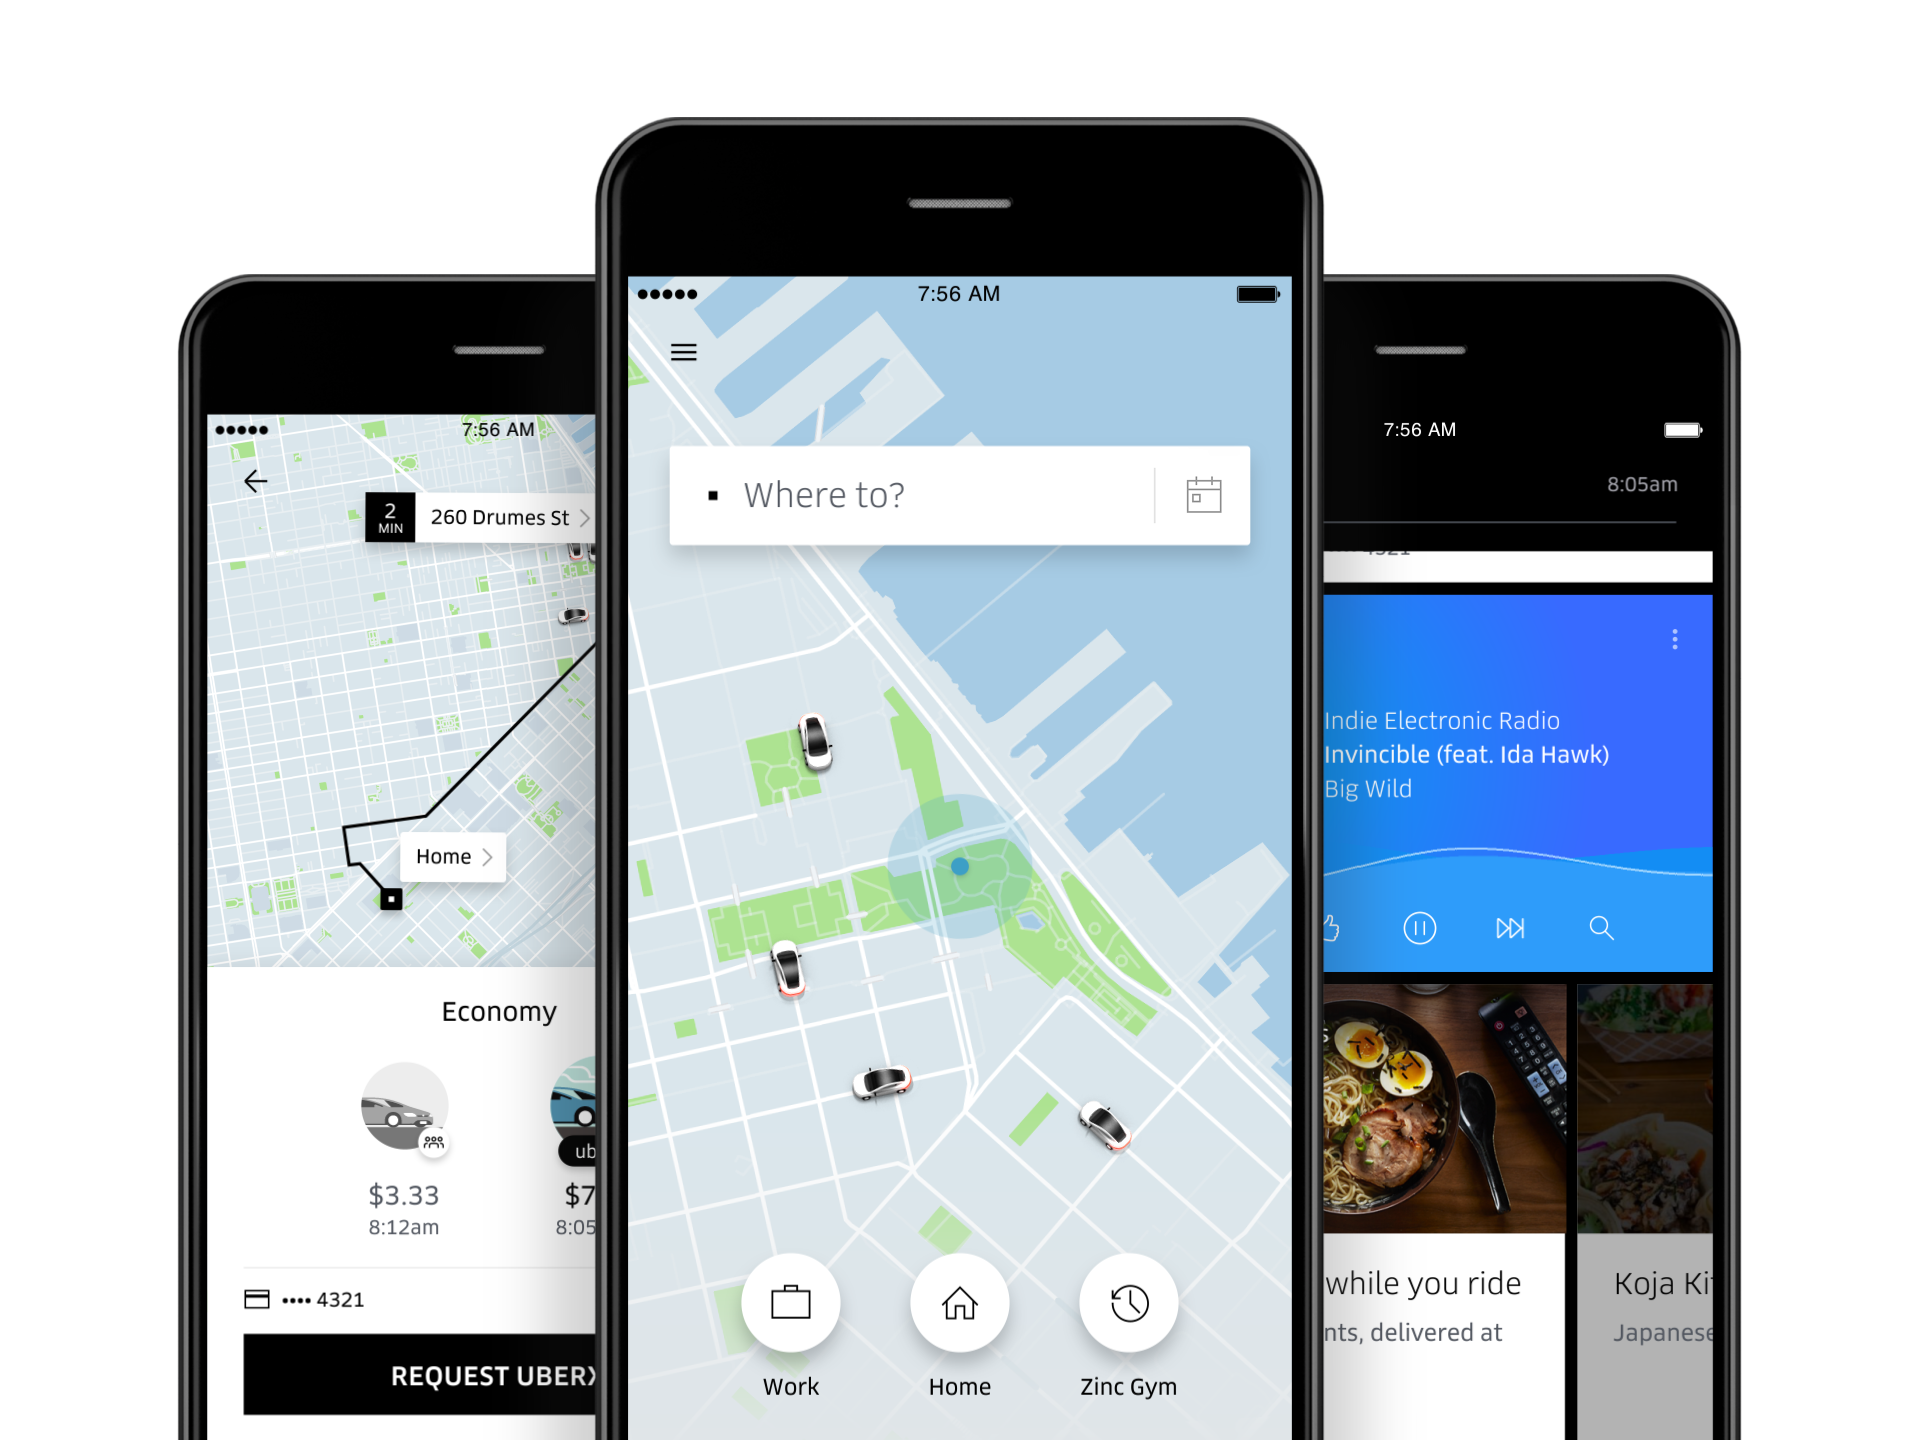 7:56 AM
2
MIN
260 Drumes St
Home
Economy
ub
$3.33
$7
8:12am
8:05
•••• 4321
REQUEST UBERX
7:56 AM
Where to?
Work
Home
Zinc Gym
7:56 AM
8:05am
4321
Indie Electronic Radio
Invincible (feat. Ida Hawk)
Big Wild
while you ride
nts, delivered at
Koja Ki
Japanese